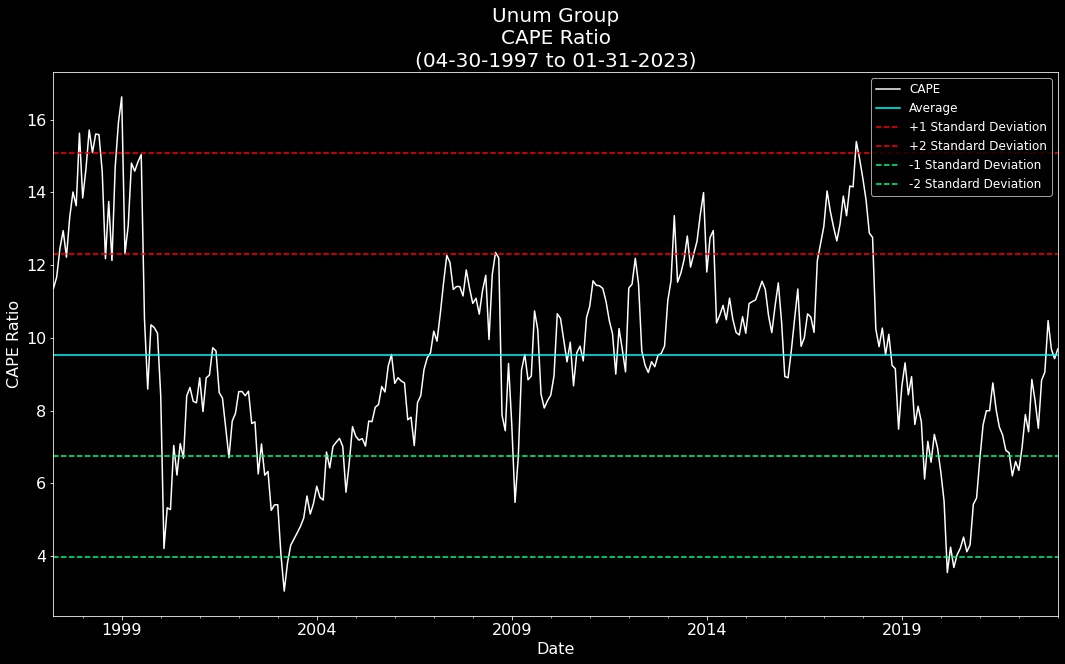 Unum Group
CAPE Ratio
(04-30-1997 to 01-31-2023)
CAPE
Average
+1 Standard Deviation
+2 Standard Deviation
-1 Standard Deviation
-2 Standard Deviation
CAPE Ratio
16
14
12
10
8
6
4
1999
2004
2009
2014
2019
Date